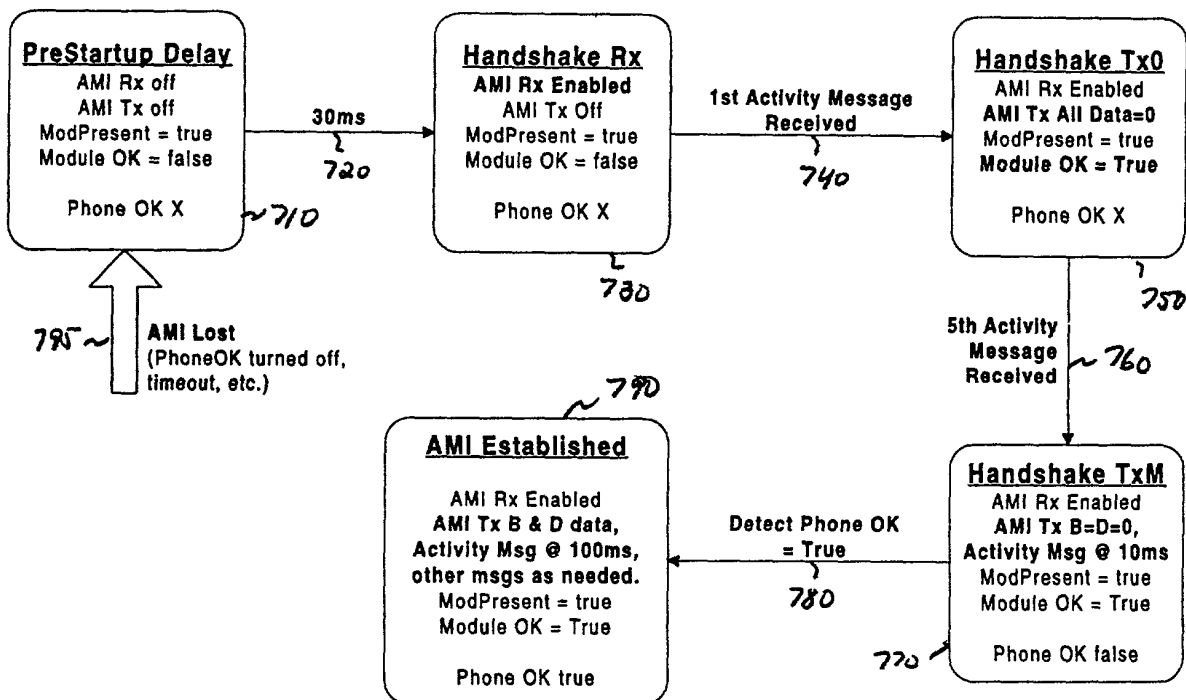 PreStartup Delay
AMI Rx off
AMI Tx off
ModPresent = true
Module OK = false
Phone OK X
710
30ms
720
Handshake Rx
AMI Rx Enabled
AMI Tx Off
ModPresent = true
Module OK = false
Phone OK X
730
1st Activity Message
Received
740
Handshake Tx0
AMI Rx Enabled
AMI Tx All Data=0
ModPresent = true
Module OK = True
Phone OK X
750
795
AMI Lost
(PhoneOK turned off,
timeout, etc.)
5th Activity
Message
Received
760
790
AMI Established
AMI Rx Enabled
AMI Tx B & D data,
Activity Msg @ 100ms,
other msgs as needed.
ModPresent = true
Module OK = True
Phone OK true
Detect Phone OK
= True
780
Handshake TxM
AMI Rx Enabled
AMI Tx B=D=0,
Activity Msg @ 10ms
ModPresent = true
Module OK = True
Phone OK false
770